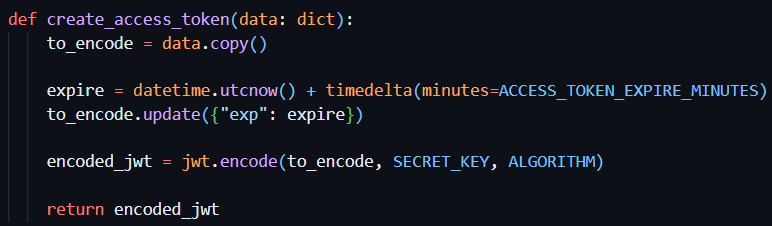 def create_access_token(data: dict):
    to_encode = data.copy()

    expire = datetime.utcnow() + timedelta(minutes=ACCESS_TOKEN_EXPIRE_MINUTES)
    to_encode.update({"exp": expire})

    encoded_jwt = jwt.encode(to_encode, SECRET_KEY, ALGORITHM)

    return encoded_jwt